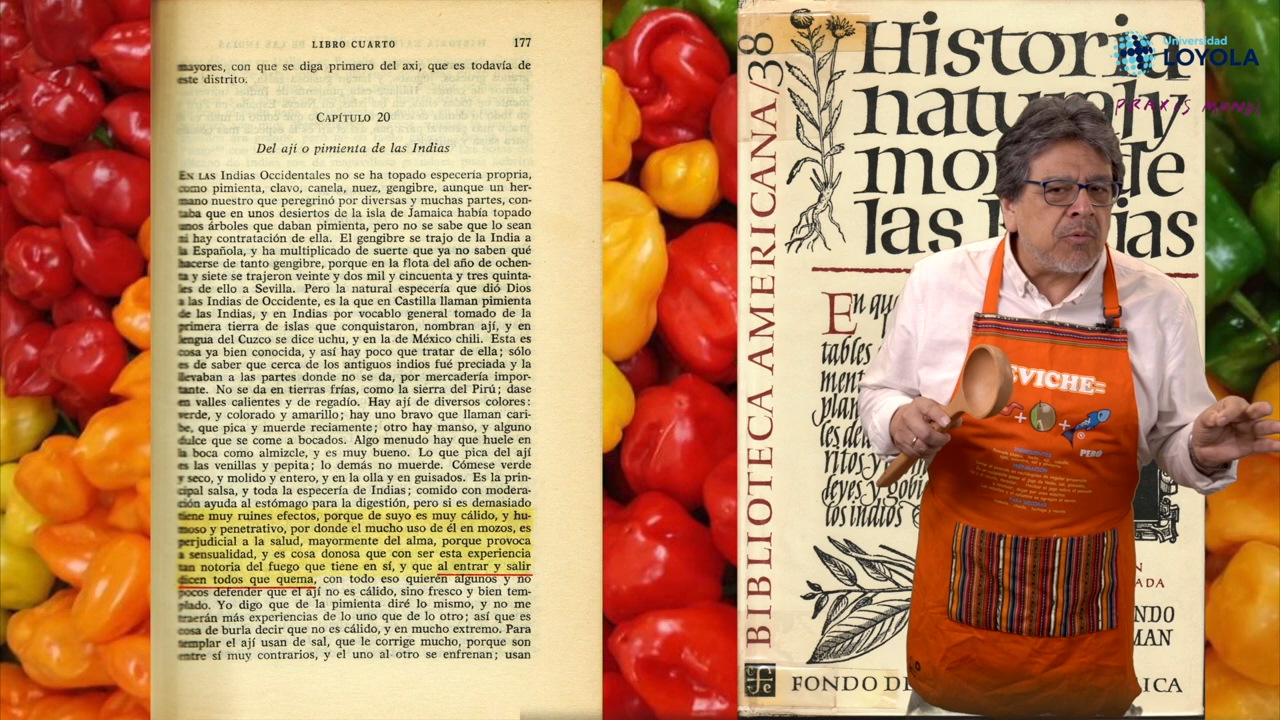 LIBRO CUARTO 177
mayores, con que se diga primero del axi, que es todavía de
este distrito.
CAPÍTULO 20
Del ají o pimienta de las Indias
EN LAS Indias Occidentales no se ha topado especería propria,
como pimienta, clavo, canela, nuez, gengibre, aunque un her-
mano nuestro que peregrinó por diversas y muchas partes, con-
taba que en unos desiertos de la isla de Jamaica había topado
unos árboles que daban pimienta, pero no se sabe que lo sean
ni hay contratación de ella. El gengibre se trajo de la India a
la Española, y ha multiplicado de suerte que ya no saben qué
hacerse de tanto gengibre, porque en la flota del año de ochen-
ta y siete se trajeron veinte y dos mil y cincuenta y tres quinta-
les de ello a Sevilla. Pero la natural especería que dió Dios
a las Indias de Occidente, es la que en Castilla llaman pimienta
de las Indias, y en Indias por vocablo general tomado de la
primera tierra de islas que conquistaron, nombran ají, y en
lengua del Cuzco se dice uchu, y en la de México chili. Esta es
cosa ya bien conocida, y así hay poco que tratar de ella; sólo
es de saber que cerca de los antiguos indios fué preciada y la
llevaban a las partes donde no se da, por mercadería impor-
tante. No se da en tierras frías, como la sierra del Pirú; dase
en valles calientes y de regadío. Hay ají de diversos colores:
verde, y colorado y amarillo; hay uno bravo que llaman cari-
be, que pica y muerde reciamente; otro hay manso, y alguno
dulce que se come a bocados. Algo menudo hay que huele en
la boca como almizcle, y es muy bueno. Lo que pica del ají
es las venillas y pepita; lo demás no muerde. Cómese verde
y seco, y molido y entero, y en la olla y en guisados. Es la prin-
cipal salsa, y toda la especería de Indias; comido con modera-
ción ayuda al estómago para la digestión, pero si es demasiado
tiene muy ruines efectos, porque de suyo es muy cálido, y hu-
moso y penetrativo, por donde el mucho uso de él en mozos, es
perjudicial a la salud, mayormente del alma, porque provoca
a sensualidad, y es cosa donosa que con ser esta experiencia
tan notoria del fuego que tiene en sí, y que al entrar y salir
dicen todos que quema, con todo eso quieren algunos y no
pocos defender que el ají no es cálido, sino fresco y bien tem-
plado. Yo digo que de la pimienta diré lo mismo, y no me
traerán más experiencias de lo uno que de lo otro; así que es
cosa de burla decir que no es cálido, y en mucho extremo. Para
templar el ají usan de sal, que le corrige mucho, porque son
entre sí muy contrarios, y el uno al otro se enfrenan; usan
BIBLIOTECA AMERICANA/38
Historia
natural y
mo de
las Indias
En que
tables
ment
plan
les de
ritos y c
leyes y gobi
los indios
FONDO DE ICA
Universidad
LOYOLA
PRAXIS MUNDI
EVICHE=
PERÚ